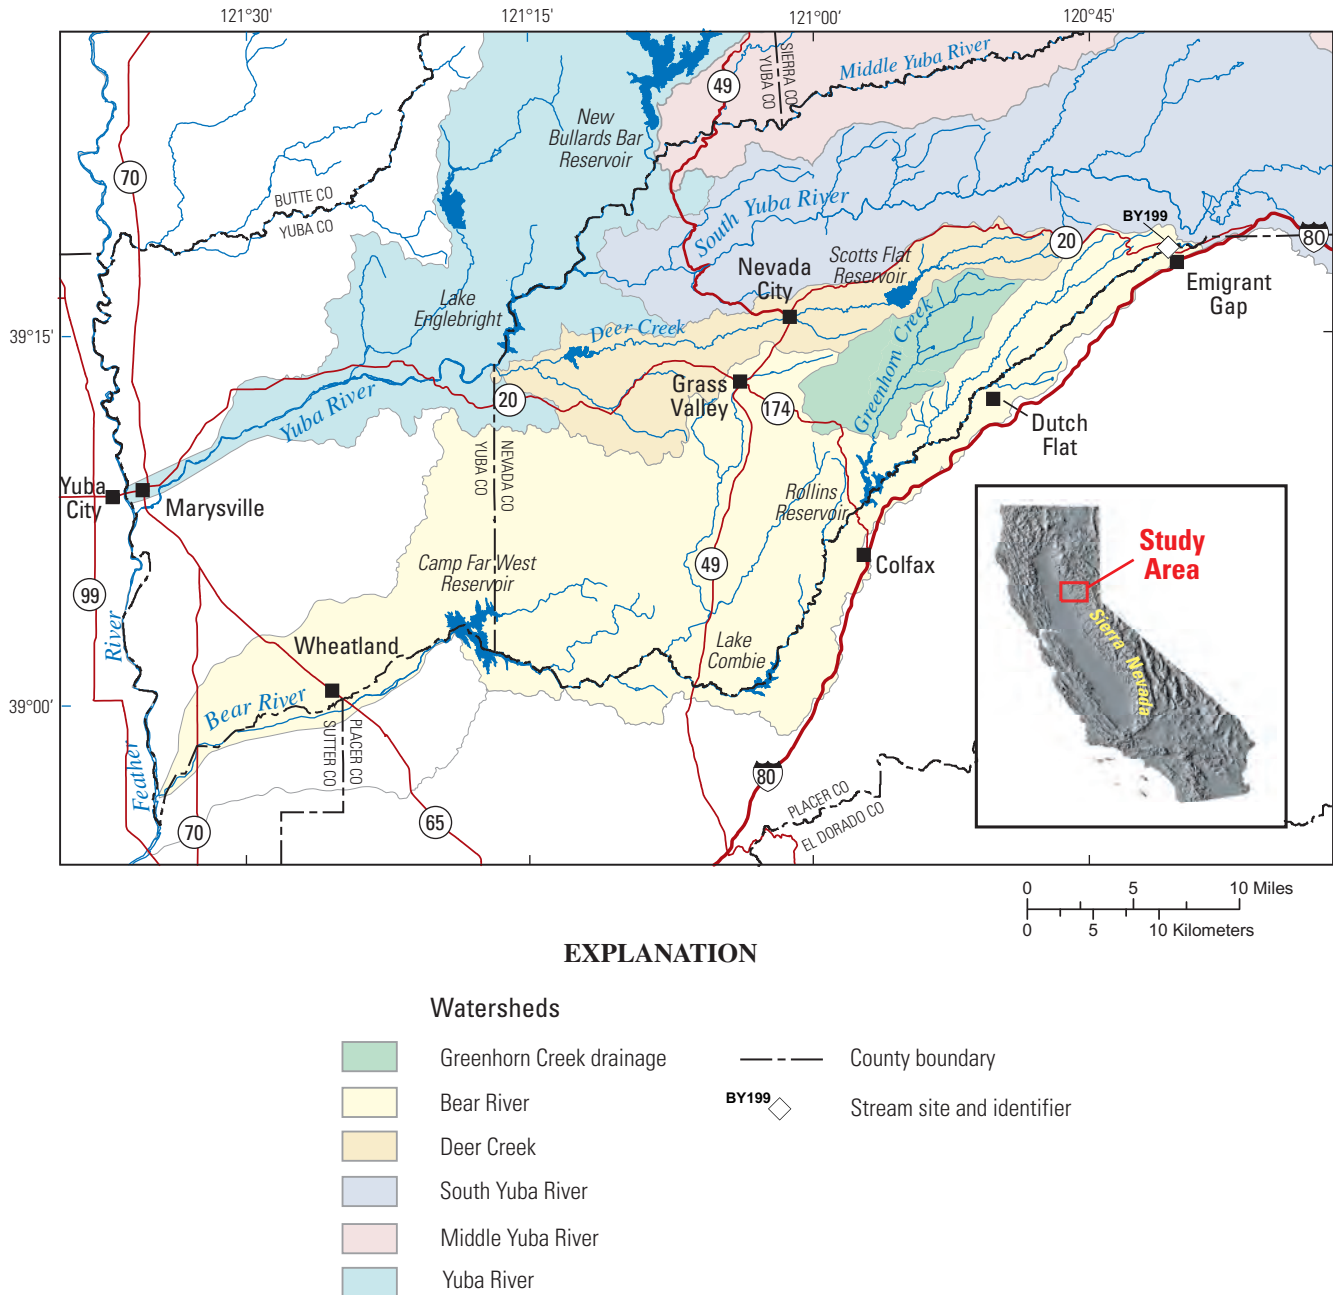 121°30'
121°15'
121°00'
120°45'
39°15'
39°00'
49
SIERRA CO
YUBA CO
Middle Yuba River
New
Bullards Bar
Reservoir
70
BUTTE CO
YUBA CO
South Yuba River
BY199
20
80
Scotts Flat
Reservoir
Nevada
City
Emigrant
Gap
Lake
Englebright
Deer Creek
Greenhorn Creek
Grass
Valley
174
20
Yuba River
Dutch
Flat
NEVADA CO
YUBA CO
Yuba
City
Marysville
Rollins
Reservoir
Colfax
49
Camp Far West
Reservoir
99
River
Wheatland
Lake
Combie
Bear River
PLACER CO
SUTTER CO
Feather
70
65
80
PLACER CO
EL DORADO CO
Study
Area
Sierra Nevada
0 5 10 Miles
0 5 10 Kilometers
EXPLANATION
Watersheds
Greenhorn Creek drainage
Bear River
Deer Creek
South Yuba River
Middle Yuba River
Yuba River
County boundary
BY199
Stream site and identifier